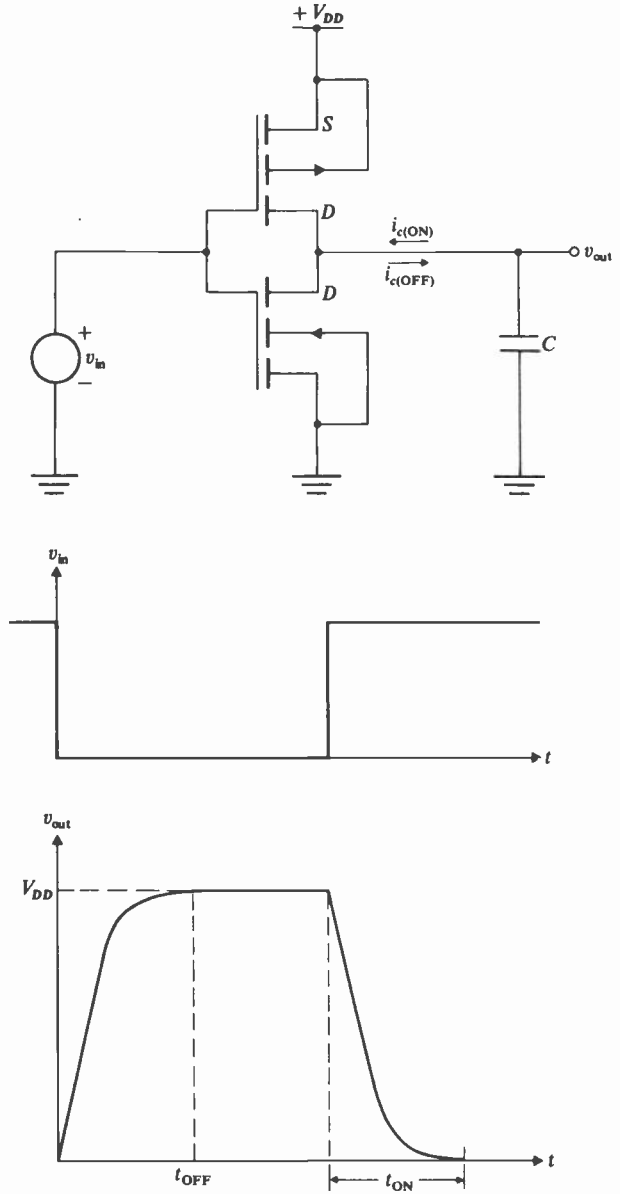 + V_DD
S
D
i_c(ON)
i_c(OFF)
v_out
D
+
v_in
−
C
v_in
t
v_out
V_DD
t_OFF
t_ON
t